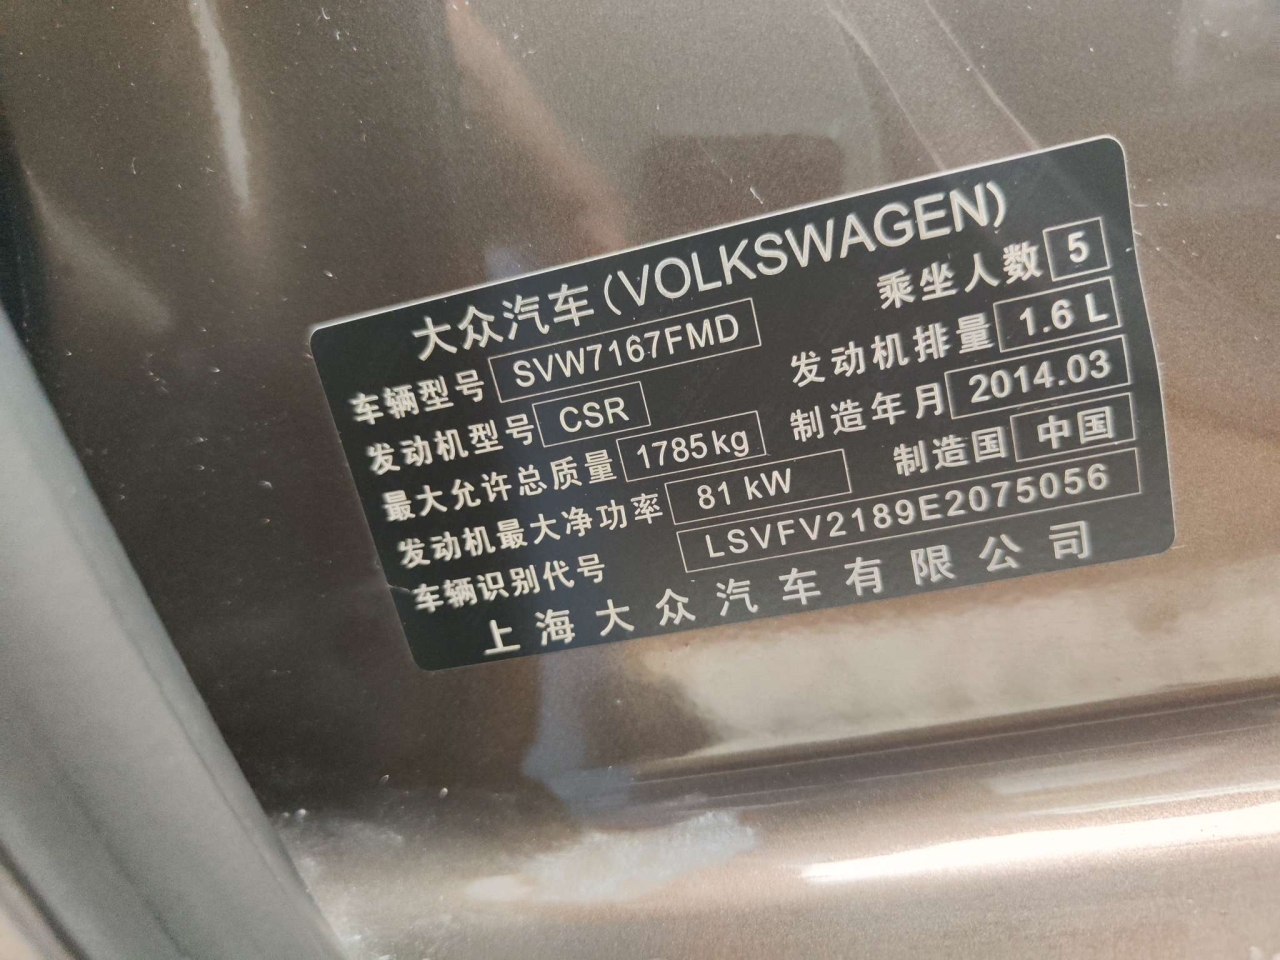 大众汽车(VOLKSWAGEN)
车辆型号 SVW7167FMD 乘坐人数 5
发动机型号 CSR 发动机排量 1.6 L
最大允许总质量 1785kg 制造年月 2014.03
发动机最大净功率 81 kW 制造国 中国
车辆识别代号 LSVFV2189E2075056
上海大众汽车有限公司